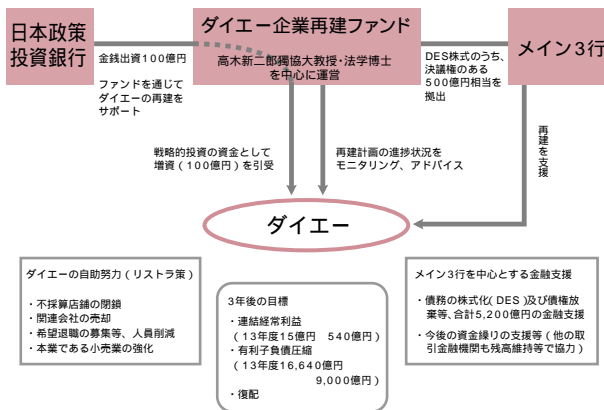 日本政策
投資銀行
ダイエー企業再建ファンド
高木新二郎獨協大教授・法学博士
を中心に運営
メイン3行
金銭出資100億円
ファンドを通じて
ダイエーの再建を
サポート
DES株式のうち、
決議権のある
500億円相当を
拠出
再建を支援
戦略的投資の資金として
増資(100億円)を引受
再建計画の進捗状況を
モニタリング、アドバイス
ダイエー
ダイエーの自助努力(リストラ策)
・不採算店舗の閉鎖
・関連会社の売却
・希望退職の募集等、人員削減
・本業である小売業の強化
3年後の目標
・連結経常利益
(13年度15億円 540億円)
・有利子負債圧縮
(13年度16,640億円
9,000億円)
・復配
メイン3行を中心とする金融支援
・債務の株式化(DES)及び債権放
棄等、合計5,200億円の金融支援
・今後の資金繰りの支援等(他の取
引金融機関も残高維持等で協力)